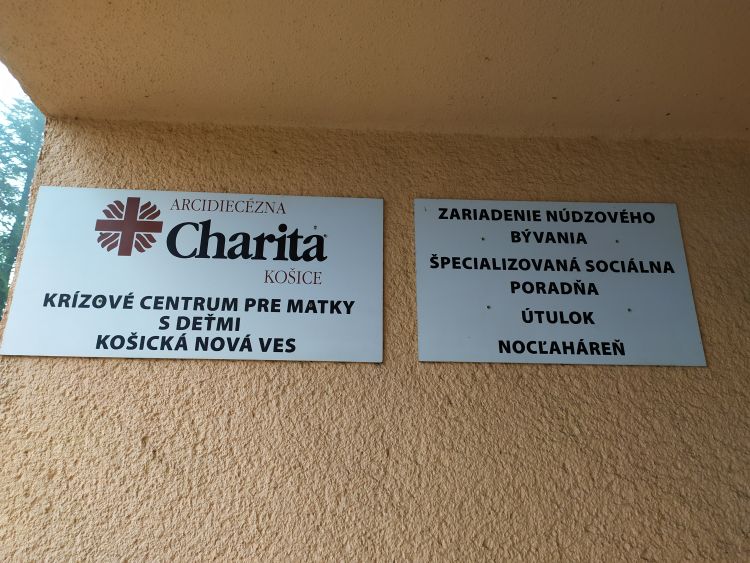 ARCIDIECÉZNA
Charita
KOŠICE
KRÍZOVÉ CENTRUM PRE MATKY
S DEŤMI
KOŠICKÁ NOVÁ VES
ZARIADENIE NÚDZOVÉHO
BÝVANIA
ŠPECIALIZOVANÁ SOCIÁLNA
PORADŇA
ÚTULOK
NOCĽAHÁREŇ